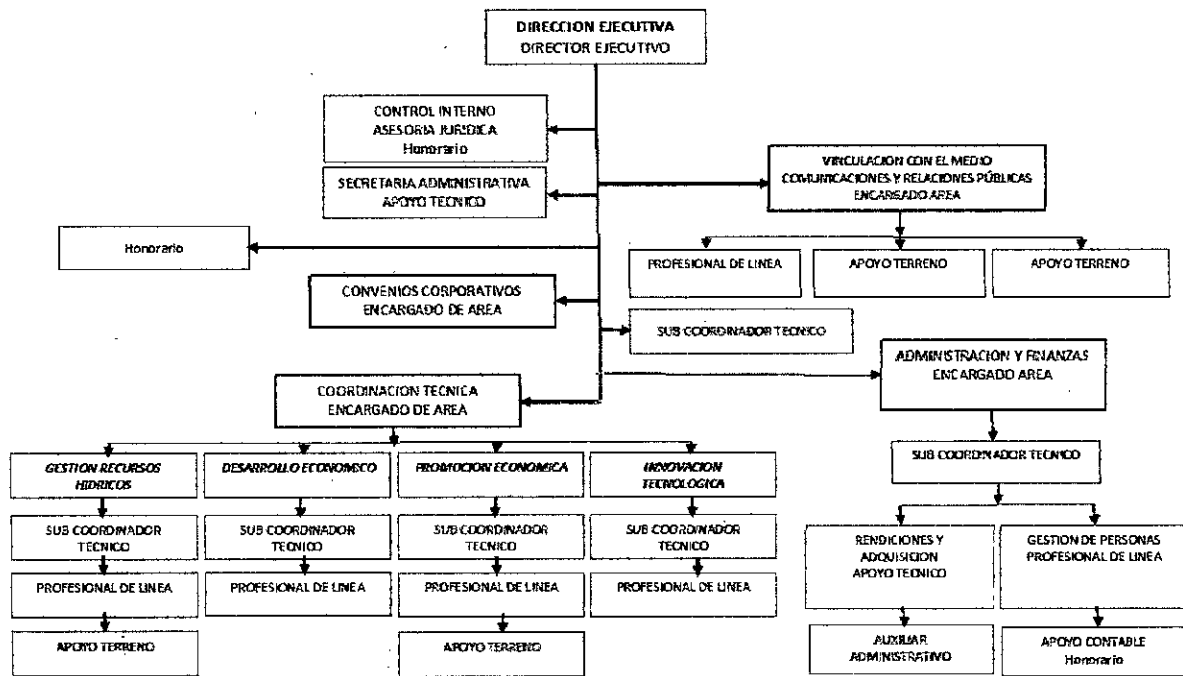 DIRECCION EJECUTIVA
DIRECTOR EJECUTIVO
CONTROL INTERNO
ASESORIA JURIDICA
Honorario
SECRETARIA ADMINISTRATIVA
APOYO TECNICO
VINCULACION CON EL MEDIO
COMUNICACIONES Y RELACIONES PÚBLICAS
ENCARGADO AREA
Honorario
PROFESIONAL DE LINEA
APOYO TERRENO
APOYO TERRENO
CONVENIOS CORPORATIVOS
ENCARGADO DE AREA
SUB COORDINADOR TECNICO
ADMINISTRACION Y FINANZAS
ENCARGADO AREA
COORDINACION TECNICA
ENCARGADO DE AREA
SUB COORDINADOR TECNICO
GESTION RECURSOS
HIDRICOS
DESARROLLO ECONOMICO
PROMOCION ECONOMICA
INNOVACION
TECNOLOGICA
SUB COORDINADOR
TECNICO
SUB COORDINADOR
TECNICO
SUB COORDINADOR
TECNICO
SUB COORDINADOR
TECNICO
RENDICIONES Y
ADQUISICION
APOYO TECNICO
GESTION DE PERSONAS
PROFESIONAL DE LINEA
PROFESIONAL DE LINEA
PROFESIONAL DE LINEA
PROFESIONAL DE LINEA
PROFESIONAL DE LINEA
APOYO TERRENO
APOYO TERRENO
AUXILIAR
ADMINISTRATIVO
APOYO CONTABLE
Honorario